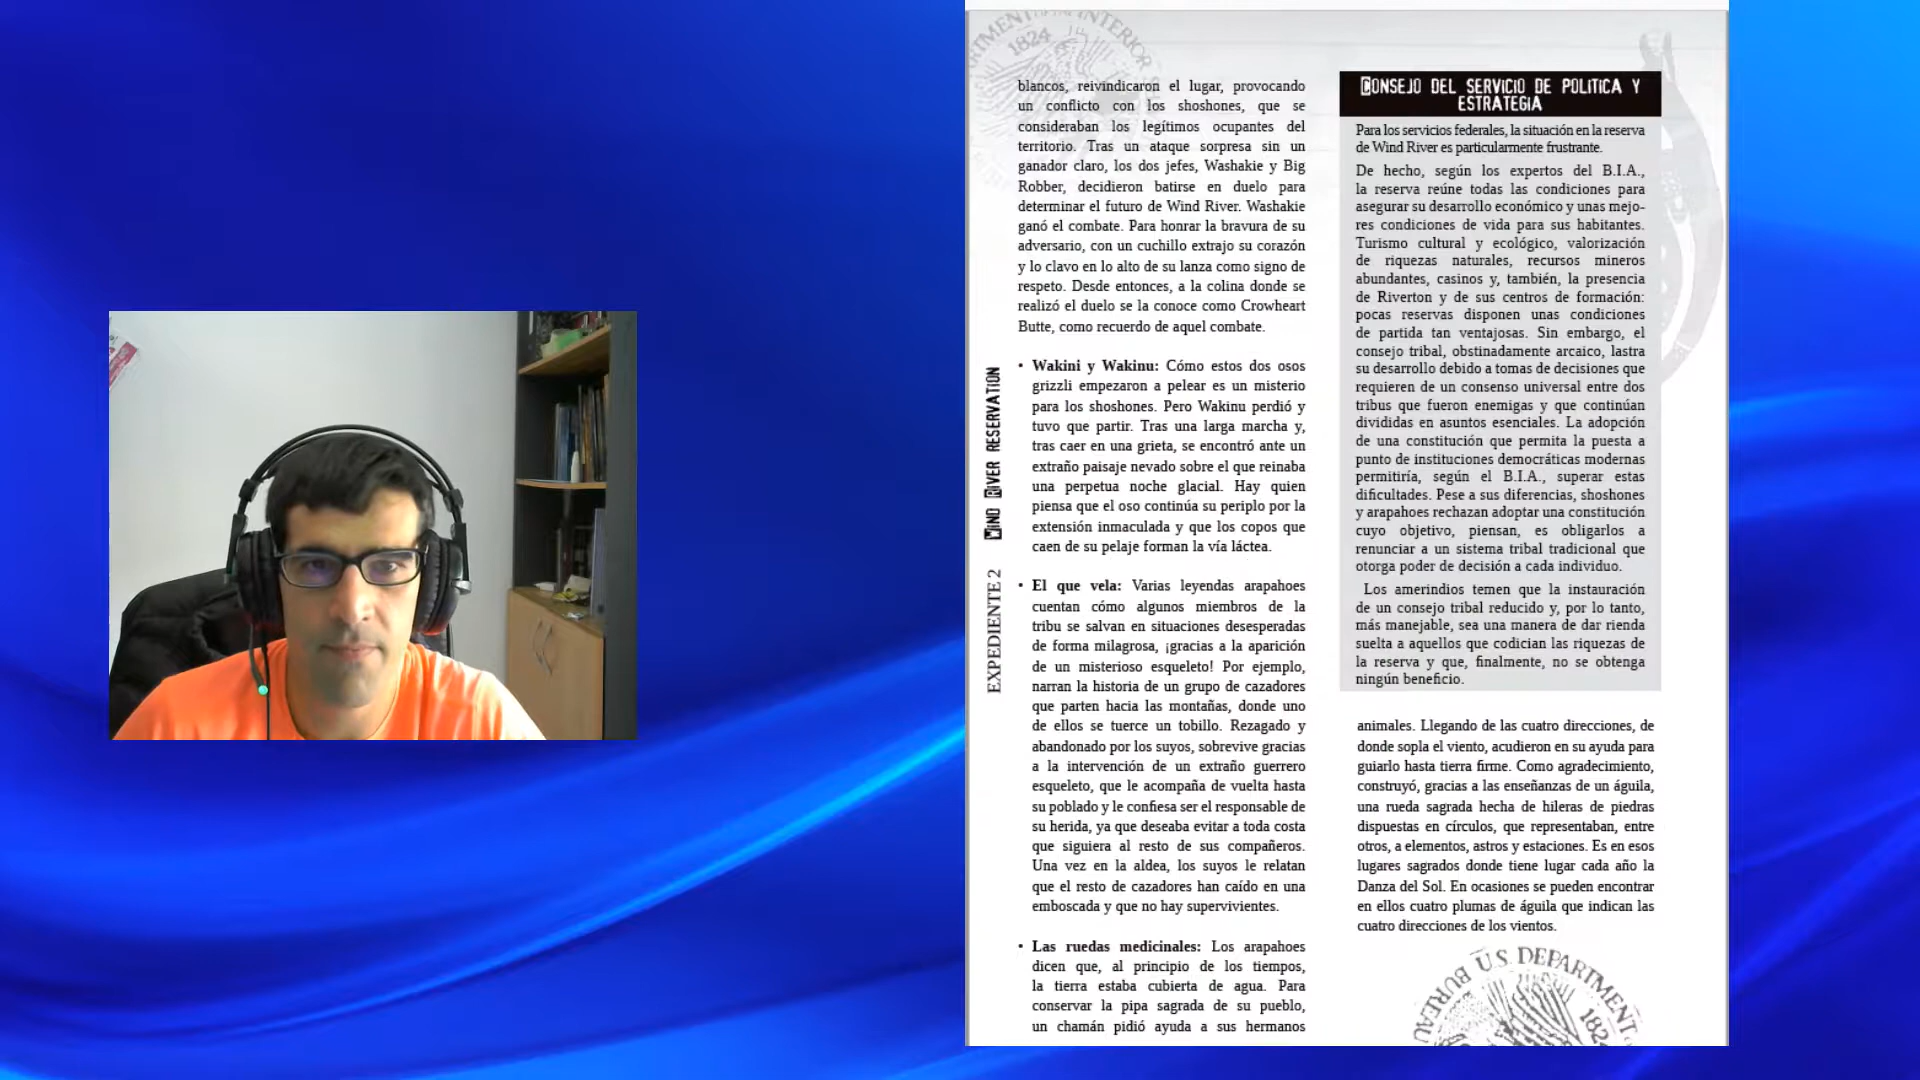 blancos, reivindicaron el lugar, provocando
un conflicto con los shoshones, que se
consideraban los legítimos ocupantes del
territorio. Tras un ataque sorpresa sin un
ganador claro, los dos jefes, Washakie y Big
Robber, decidieron batirse en duelo para
determinar el futuro de Wind River. Washakie
ganó el combate. Para honrar la bravura de su
adversario, con un cuchillo extrajo su corazón
y lo clavo en lo alto de su lanza como signo de
respeto. Desde entonces, a la colina donde se
realizó el duelo se la conoce como Crowheart
Butte, como recuerdo de aquel combate.
• Wakini y Wakinu: Cómo estos dos osos
grizzli empezaron a pelear es un misterio
para los shoshones. Pero Wakinu perdió y
tuvo que partir. Tras una larga marcha y,
tras caer en una grieta, se encontró ante un
extraño paisaje nevado sobre el que reinaba
una perpetua noche glacial. Hay quien
piensa que el oso continúa su periplo por la
extensión inmaculada y que los copos que
caen de su pelaje forman la vía láctea.
• El que vela: Varias leyendas arapahoes
cuentan cómo algunos miembros de la
tribu se salvan en situaciones desesperadas
de forma milagrosa, ¡gracias a la aparición
de un misterioso esqueleto! Por ejemplo,
narran la historia de un grupo de cazadores
que parten hacia las montañas, donde uno
de ellos se tuerce un tobillo. Rezagado y
abandonado por los suyos, sobrevive gracias
a la intervención de un extraño guerrero
esqueleto, que le acompaña de vuelta hasta
su poblado y le confiesa ser el responsable de
su herida, ya que deseaba evitar a toda costa
que siguiera al resto de sus compañeros.
Una vez en la aldea, los suyos le relatan
que el resto de cazadores han caído en una
emboscada y que no hay supervivientes.
• Las ruedas medicinales: Los arapahoes
dicen que, al principio de los tiempos,
la tierra estaba cubierta de agua. Para
conservar la pipa sagrada de su pueblo,
un chamán pidió ayuda a sus hermanos
CONSEJO DEL SERVICIO DE POLITICA Y
ESTRATEGIA
Para los servicios federales, la situación en la reserva
de Wind River es particularmente frustrante.
De hecho, según los expertos del B.I.A.,
la reserva reúne todas las condiciones para
asegurar su desarrollo económico y unas mejo-
res condiciones de vida para sus habitantes.
Turismo cultural y ecológico, valorización
de riquezas naturales, recursos mineros
abundantes, casinos y, también, la presencia
de Riverton y de sus centros de formación:
pocas reservas disponen unas condiciones
de partida tan ventajosas. Sin embargo, el
consejo tribal, obstinadamente arcaico, lastra
su desarrollo debido a tomas de decisiones que
requieren de un consenso universal entre dos
tribus que fueron enemigas y que continúan
divididas en asuntos esenciales. La adopción
de una constitución que permita la puesta a
punto de instituciones democráticas modernas
permitiría, según el B.I.A., superar estas
dificultades. Pese a sus diferencias, shoshones
y arapahoes rechazan adoptar una constitución
cuyo objetivo, piensan, es obligarlos a
renunciar a un sistema tribal tradicional que
otorga poder de decisión a cada individuo.
Los amerindios temen que la instauración
de un consejo tribal reducido y, por lo tanto,
más manejable, sea una manera de dar rienda
suelta a aquellos que codician las riquezas de
la reserva y que, finalmente, no se obtenga
ningún beneficio.
animales. Llegando de las cuatro direcciones, de
donde sopla el viento, acudieron en su ayuda para
guiarlo hasta tierra firme. Como agradecimiento,
construyó, gracias a las enseñanzas de un águila,
una rueda sagrada hecha de hileras de piedras
dispuestas en círculos, que representaban, entre
otros, a elementos, astros y estaciones. Es en esos
lugares sagrados donde tiene lugar cada año la
Danza del Sol. En ocasiones se pueden encontrar
en ellos cuatro plumas de águila que indican las
cuatro direcciones de los vientos.
EXPEDIENTE 2 WIND RIVER RESERVATION
INTERIOR
1824
BUREAU U.S. DEPARTMENT